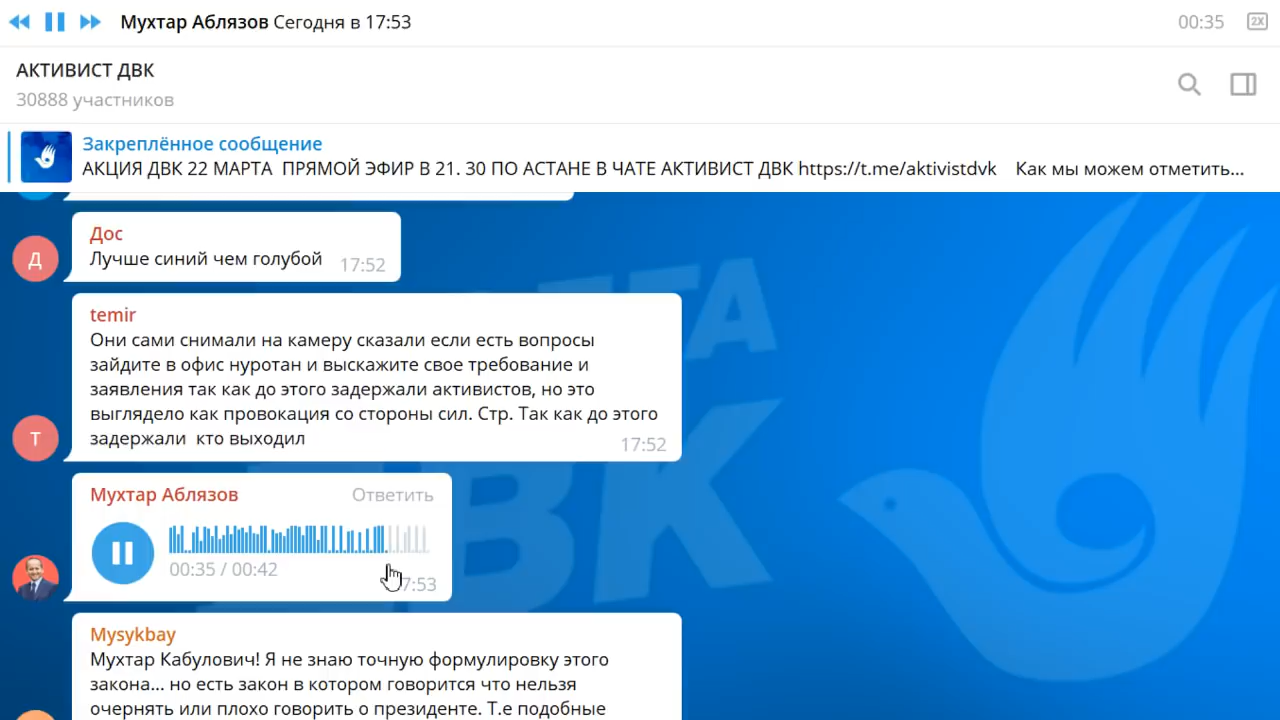 Мухтар Аблязов Сегодня в 17:53
00:35
2X
АКТИВИСТ ДВК
30888 участников
Закреплённое сообщение
АКЦИЯ ДВК 22 МАРТА ПРЯМОЙ ЭФИР В 21. 30 ПО АСТАНЕ В ЧАТЕ АКТИВИСТ ДВК https://t.me/aktivistdvk Как мы можем отметить...
Дос
Д
Лучше синий чем голубой
17:52
temir
Они сами снимали на камеру сказали если есть вопросы
зайдите в офис нуротан и выскажите свое требование и
заявления так как до этого задержали активистов, но это
выглядело как провокация со стороны сил. Стр. Так как до этого
задержали кто выходил
17:52
Т
Мухтар Аблязов
Ответить
00:35 / 00:42
7:53
Mysykbay
Мухтар Кабулович! Я не знаю точную формулировку этого
закона... но есть закон в котором говорится что нельзя
очернять или плохо говорить о президенте. Т.е подобные
ДВК